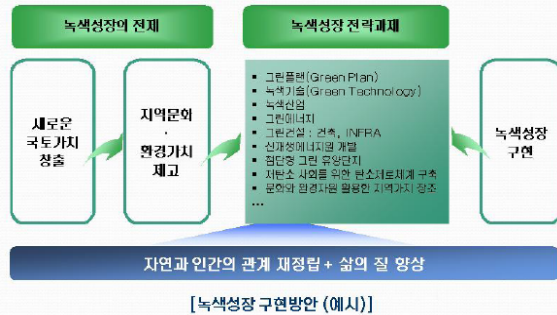 녹색성장의 전제
녹색성장 전략과제
새로운
국토가치
창출
지역문화
·
환경가치
제고
▪ 그린플랜(Green Plan)
▪ 녹색기술(Green Technology)
▪ 녹색산업
▪ 그린에너지
▪ 그린건설 : 건축, INFRA
▪ 신재생에너지원 개발
▪ 첨단형 그린 휴양단지
▪ 저탄소 사회를 위한 탄소제로체계 구축
▪ 문화와 환경자원 활용한 지역가치 창조
...
녹색성장
구현
자연과 인간의 관계 재정립 + 삶의 질 향상
[녹색성장 구현방안 (예시)]